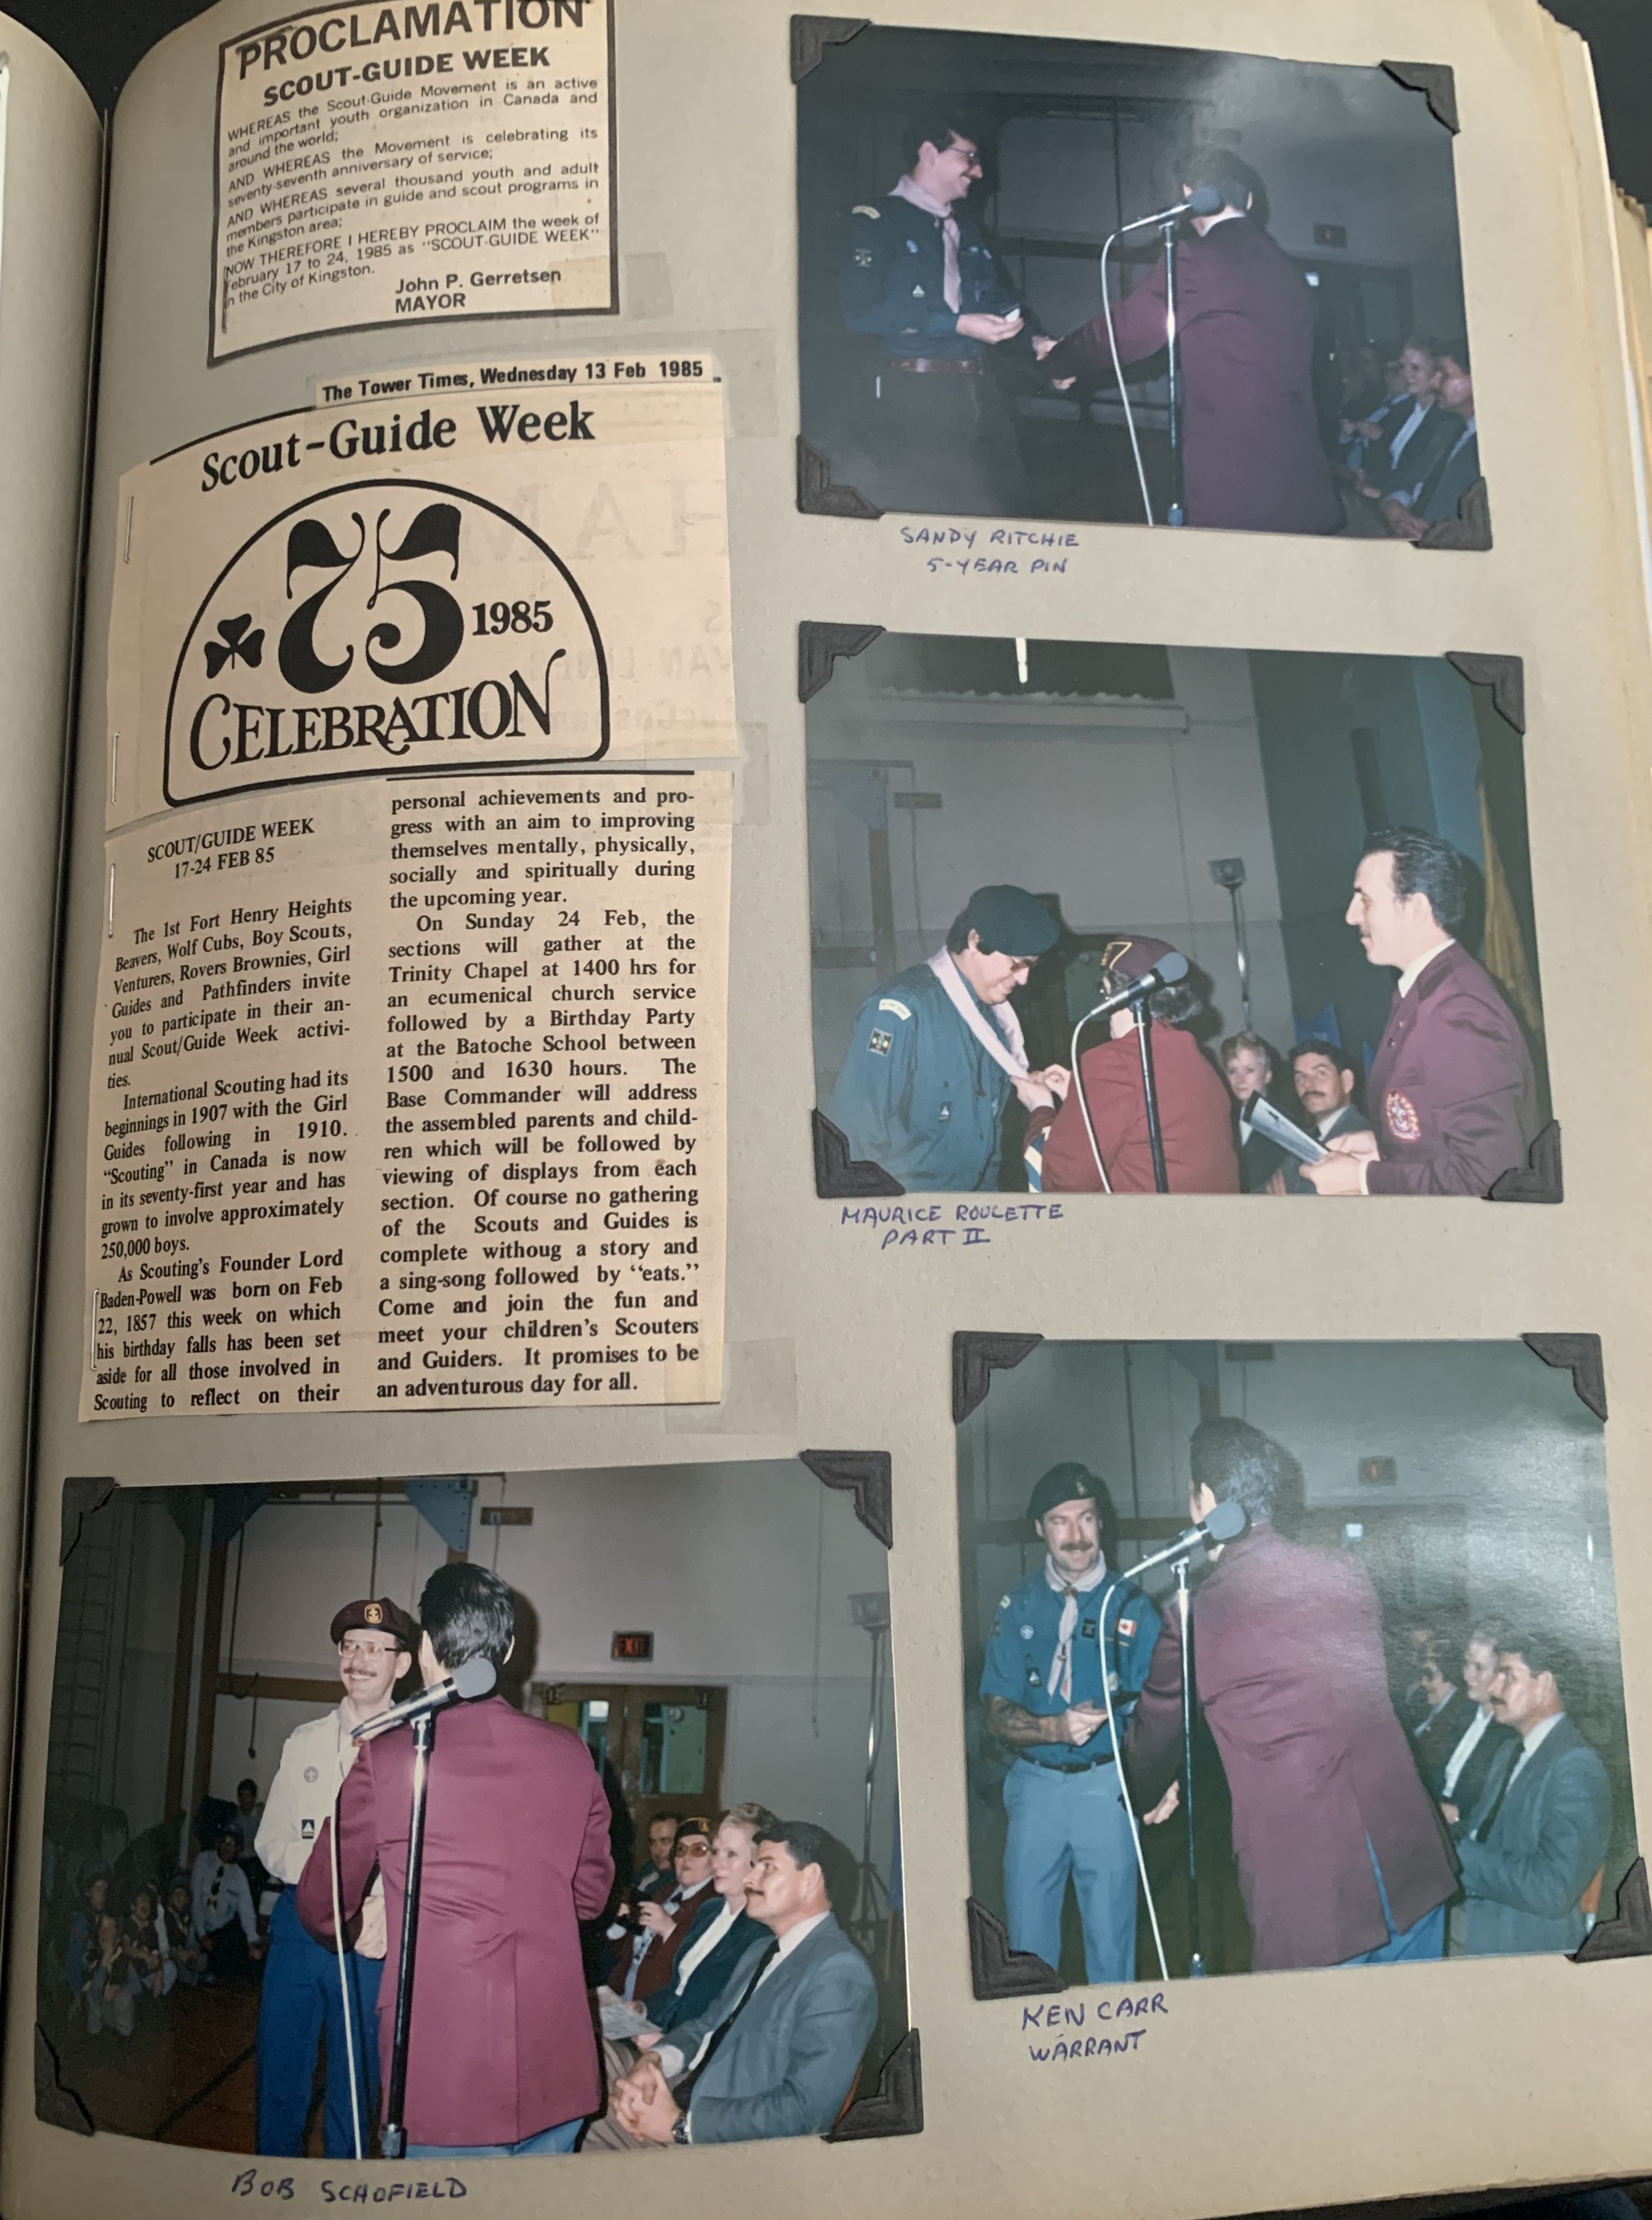 PROCLAMATION
SCOUT-GUIDE WEEK
WHEREAS the Scout-Guide Movement is an active
and important youth organization in Canada and
around the world;
AND WHEREAS the Movement is celebrating its
seventy-seventh anniversary of service;
AND WHEREAS several thousand youth and adult
members participate in guide and scout programs in
the Kingston area;
NOW THEREFORE I HEREBY PROCLAIM the week of
February 17 to 24, 1985 as "SCOUT-GUIDE WEEK"
in the City of Kingston.
John P. Gerretsen
MAYOR
The Tower Times, Wednesday 13 Feb 1985
Scout-Guide Week
75
1985
CELEBRATION
SCOUT/GUIDE WEEK
17-24 FEB 85
The 1st Fort Henry Heights
Beavers, Wolf Cubs, Boy Scouts,
Venturers, Rovers Brownies, Girl
Guides and Pathfinders invite
you to participate in their an-
nual Scout/Guide Week activi-
ties.
International Scouting had its
beginnings in 1907 with the Girl
Guides following in 1910.
"Scouting" in Canada is now
in its seventy-first year and has
grown to involve approximately
250,000 boys.
As Scouting's Founder Lord
Baden-Powell was born on Feb
22, 1857 this week on which
his birthday falls has been set
aside for all those involved in
Scouting to reflect on their
personal achievements and pro-
gress with an aim to improving
themselves mentally, physically,
socially and spiritually during
the upcoming year.
On Sunday 24 Feb, the
sections will gather at the
Trinity Chapel at 1400 hrs for
an ecumenical church service
followed by a Birthday Party
at the Batoche School between
1500 and 1630 hours. The
Base Commander will address
the assembled parents and child-
ren which will be followed by
viewing of displays from each
section. Of course no gathering
of the Scouts and Guides is
complete withoug a story and
a sing-song followed by "eats."
Come and join the fun and
meet your children's Scouters
and Guiders. It promises to be
an adventurous day for all.
SANDY RITCHIE
5-YEAR PIN
MAURICE ROULETTE
PART II
KEN CARR
WARRANT
EXIT
BOB SCHOFIELD